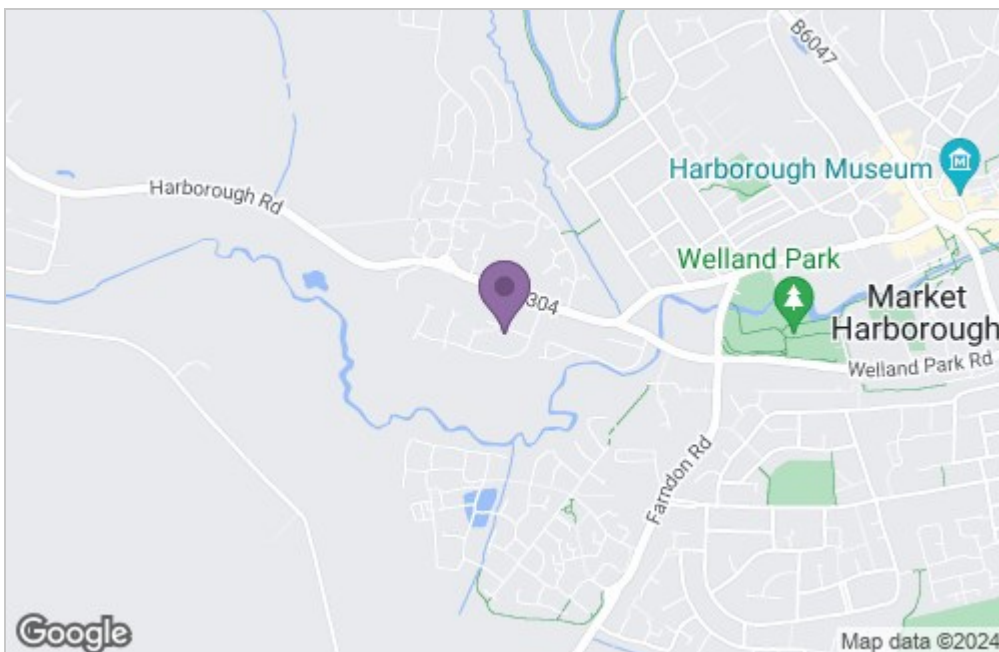 B6047
Harborough Museum
Harborough Rd
Welland Park
304
Market
Harborough
Welland Park Rd
Farndon Rd
Google
Map data ©2024